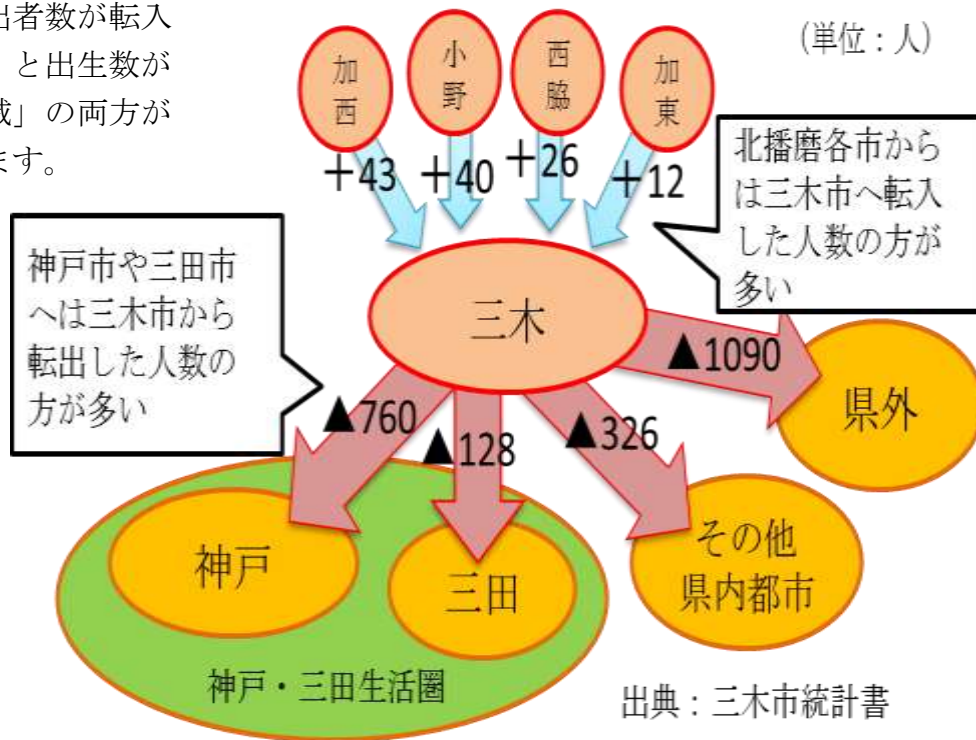 出者数が転入
」と出生数が
減」の両方が
ます。
(単位：人)
加西
小野
西脇
加東
+43
+40
+26
+12
北播磨各市から
は三木市へ転入
した人数の方が
多い
神戸市や三田市
へは三木市から
転出した人数の
方が多い
三木
▲1090
▲760
▲128
▲326
県外
神戸
三田
その他
県内都市
神戸・三田生活圏
出典：三木市統計書